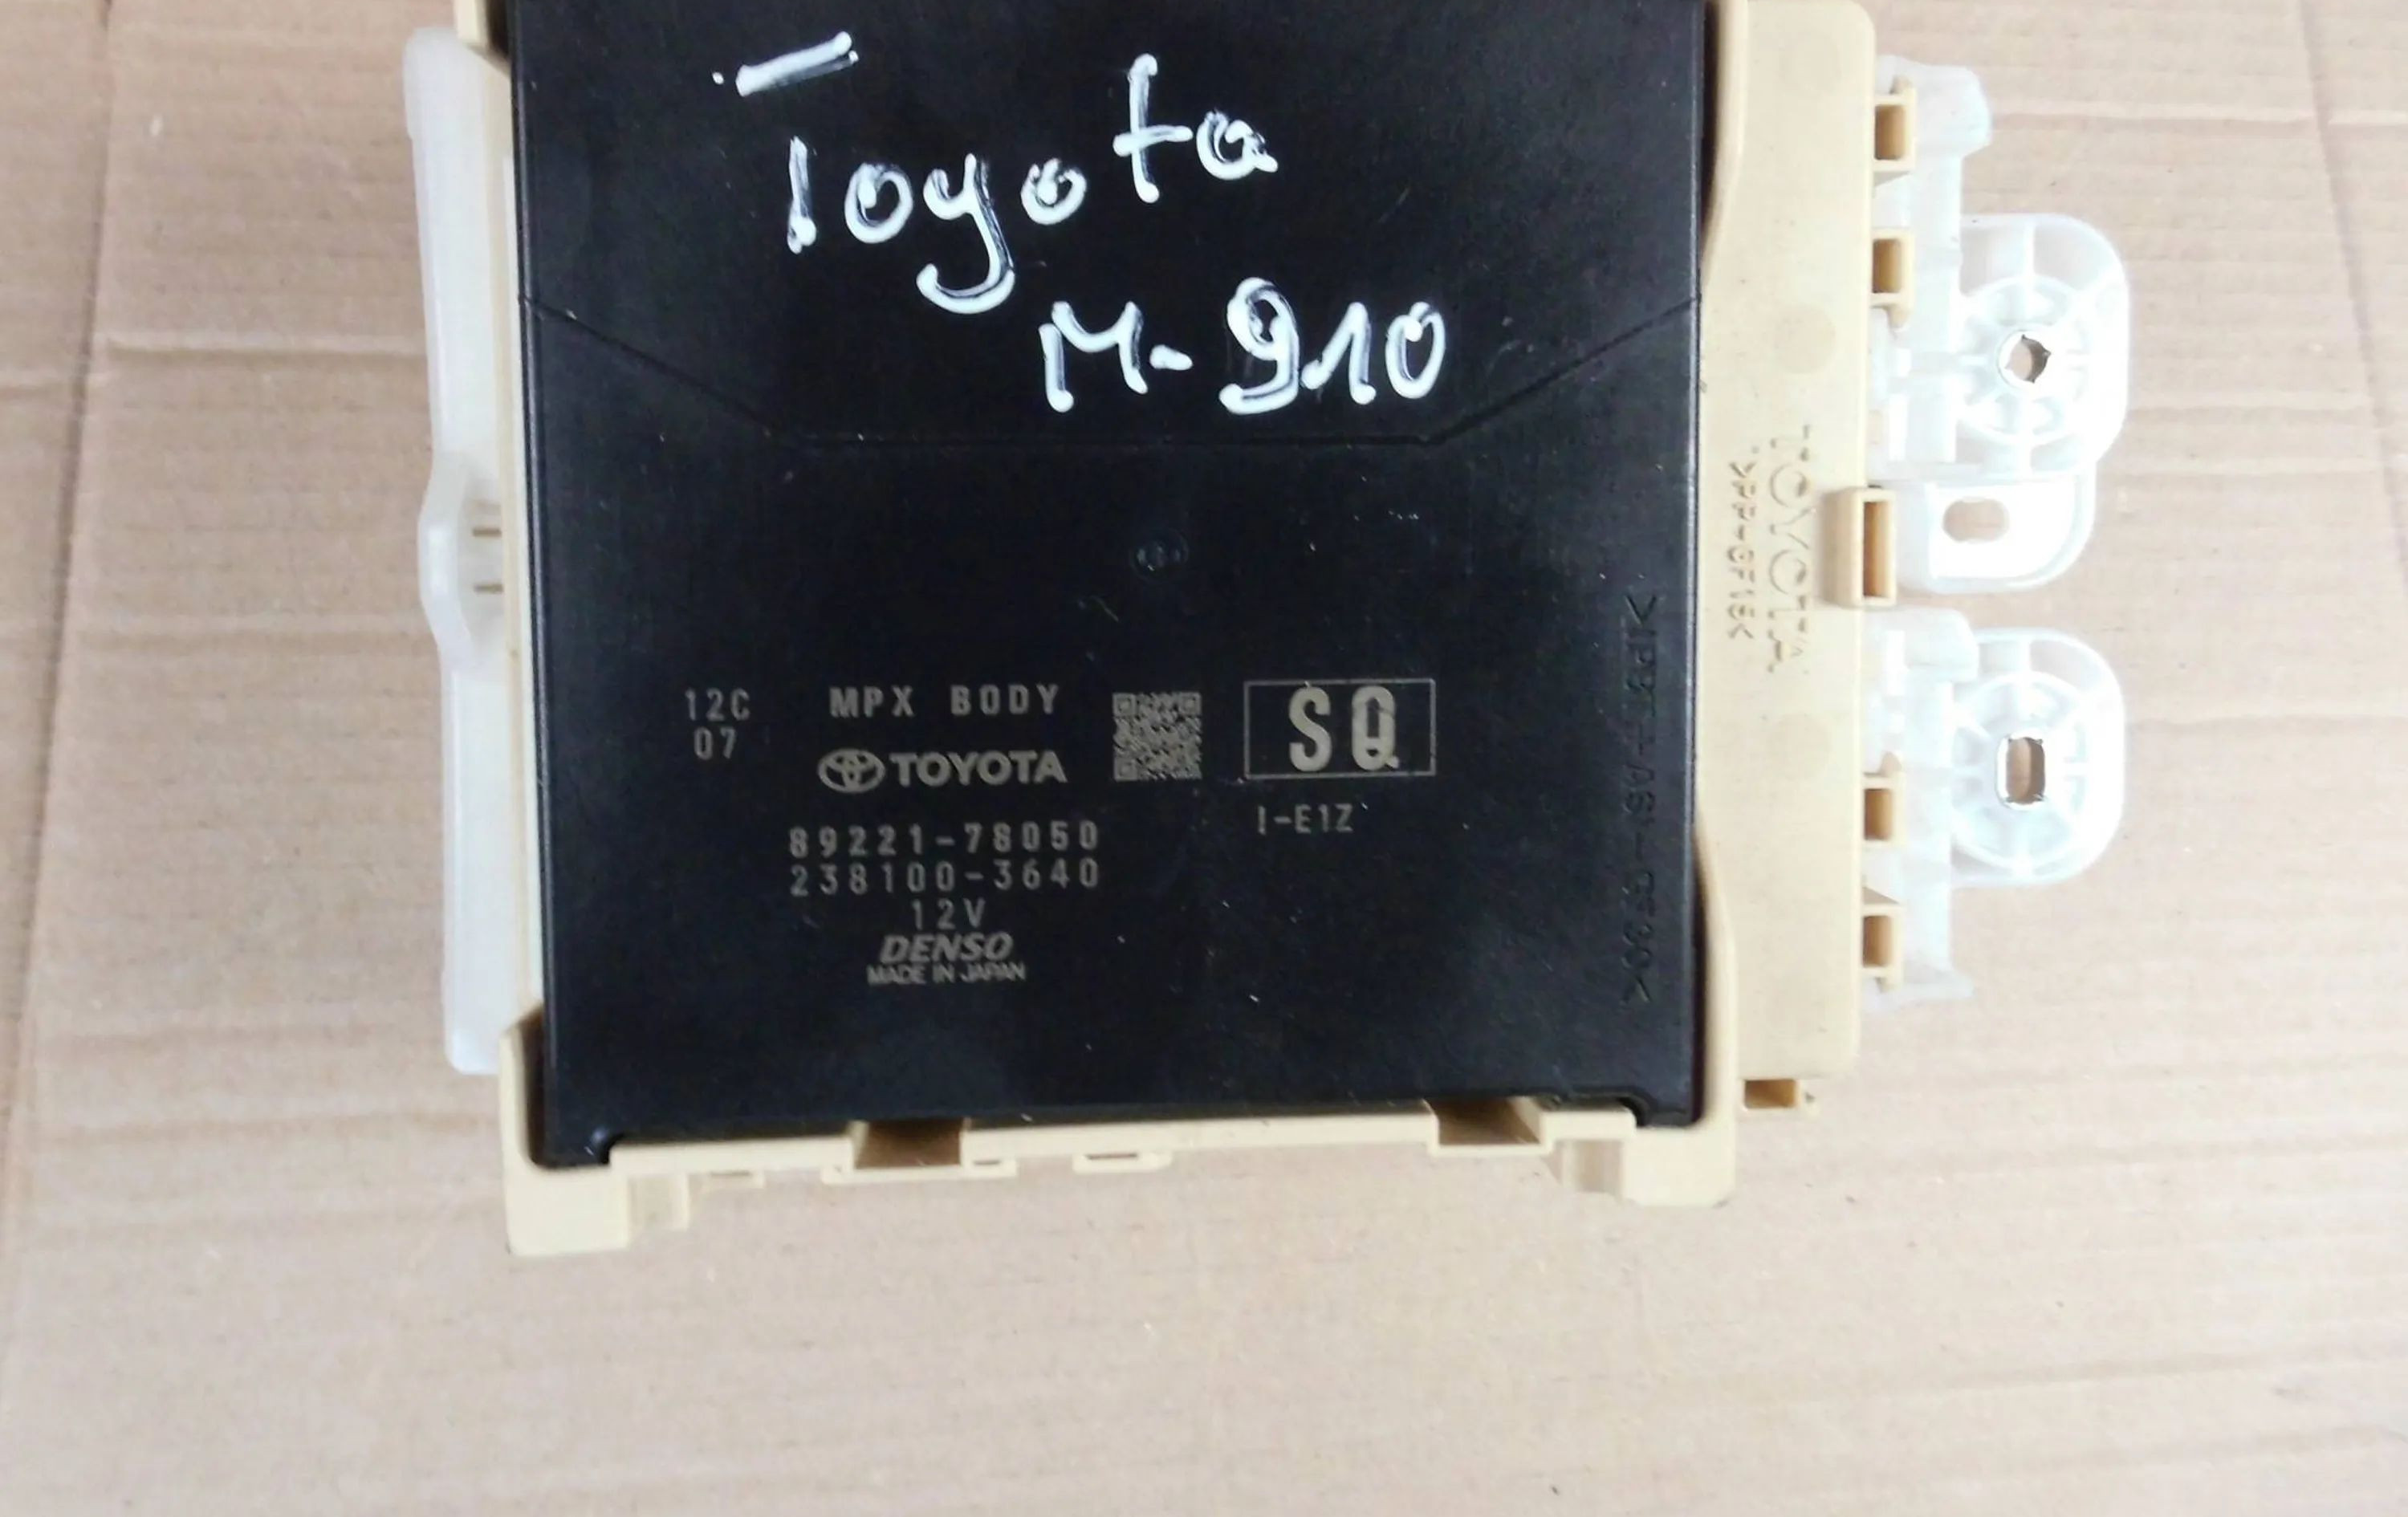 Toyota
M-910
12C
07
MPX BODY
TOYOTA
SQ
I-E1Z
89221-78050
238100-3640
12V
DENSO
MADE IN JAPAN
TOYOTA